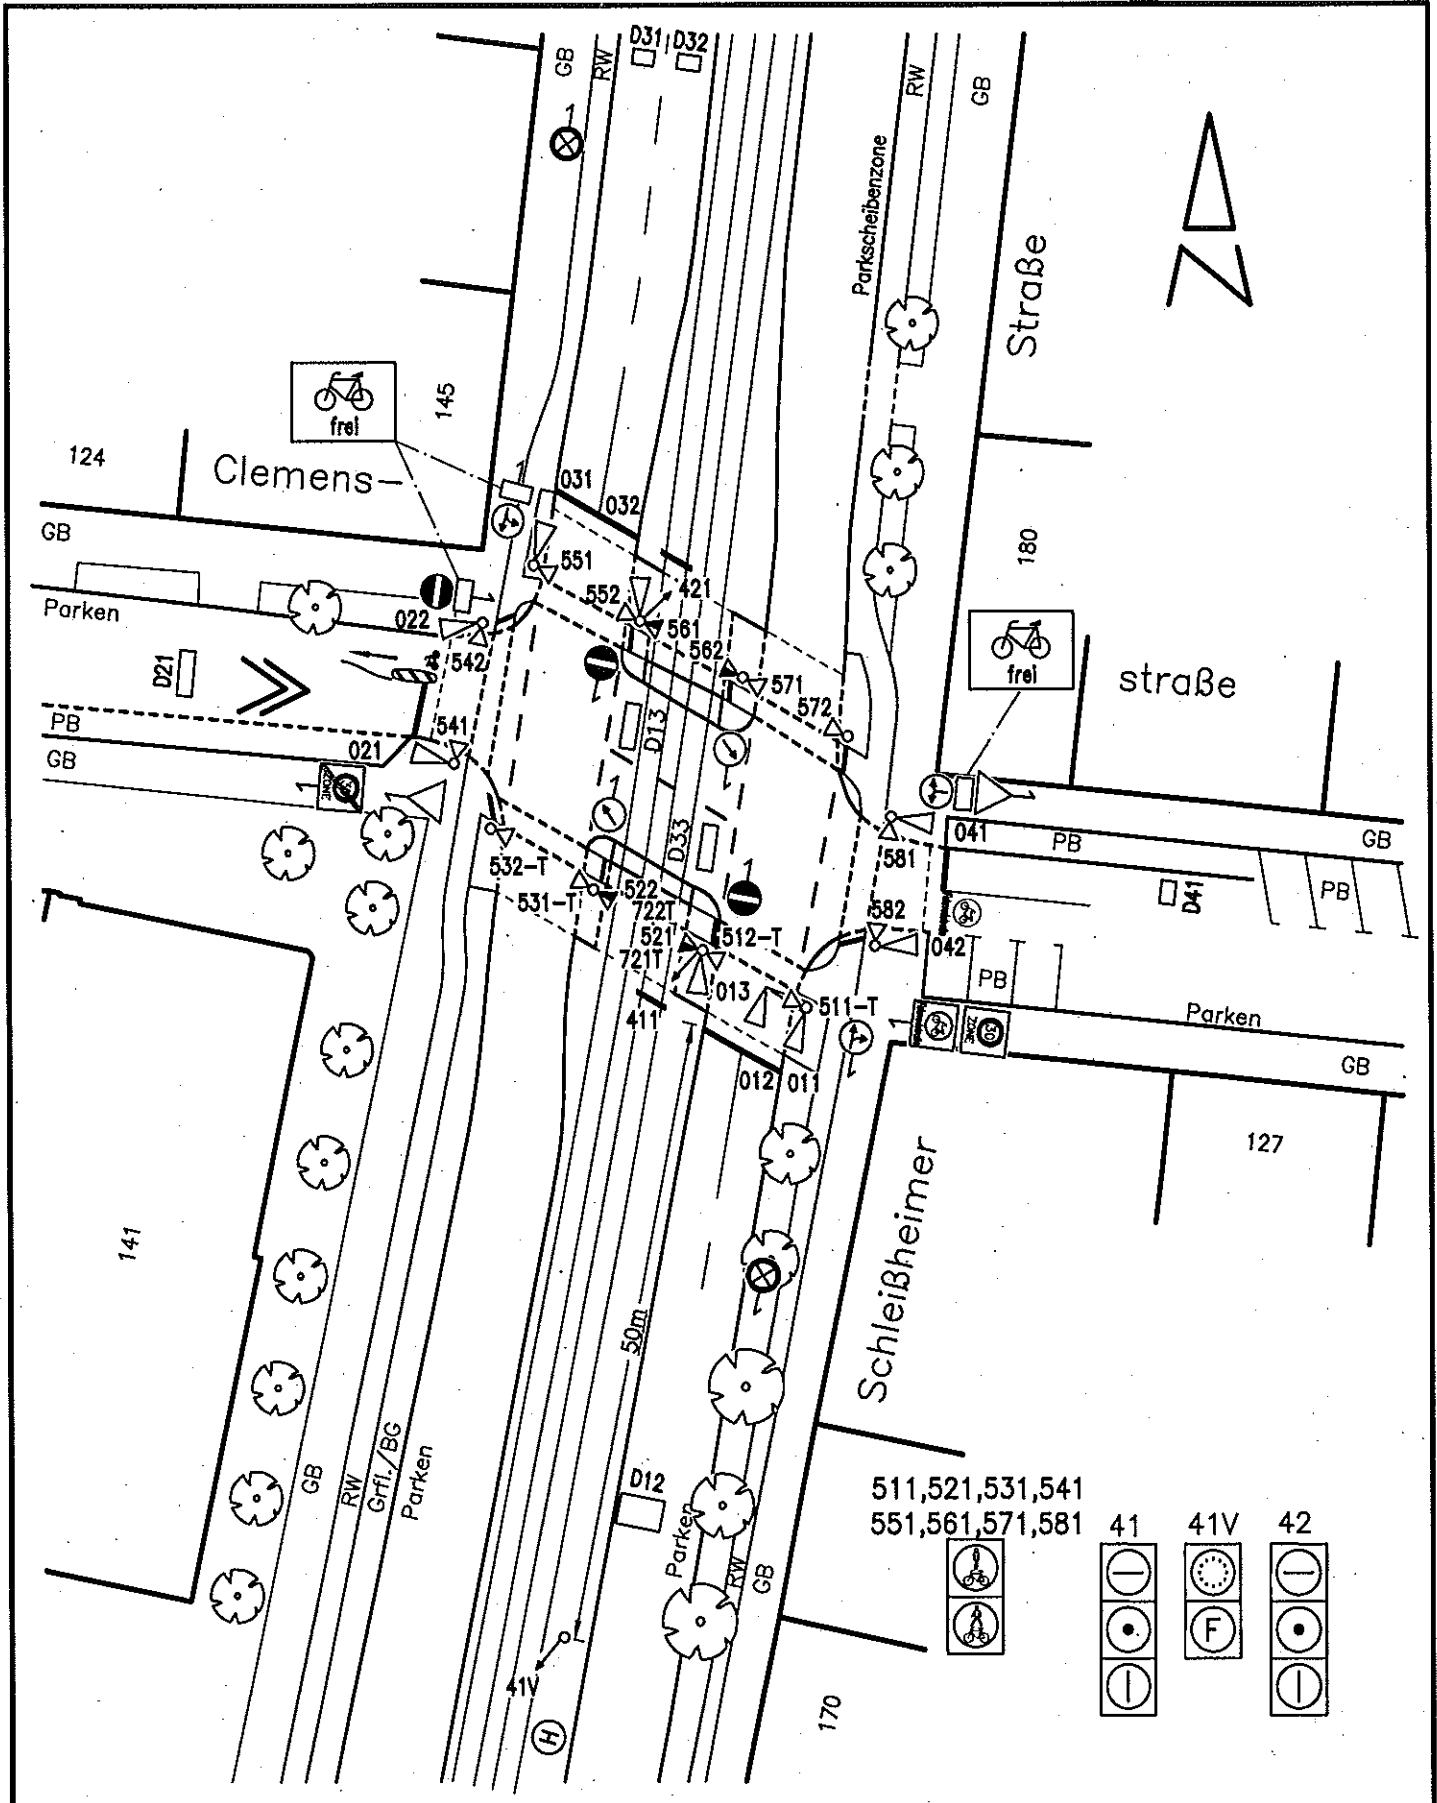 D31 D32
GB
RW
RW
GB
Parkscheibenzone
Straße
frei
145
124
Clemens-
031
032
GB
551
552
421
180
Parken
022
561
562
frei
542
571
straße
D21
572
PB
541
D13
GB
021
ZONE
D33
041
GB
581
PB
532-T
PB
D41
531-T
522
722T
582
521
512-T
042
721T
PB
013
511-T
Parken
411
ZONE
30
012 011
GB
127
141
Schleißheimer
50m
GB
RW
Grfl./BG
Parken
D12
Parken
RW
GB
511,521,531,541
551,561,571,581
41
41V
42
F
41V
H
170